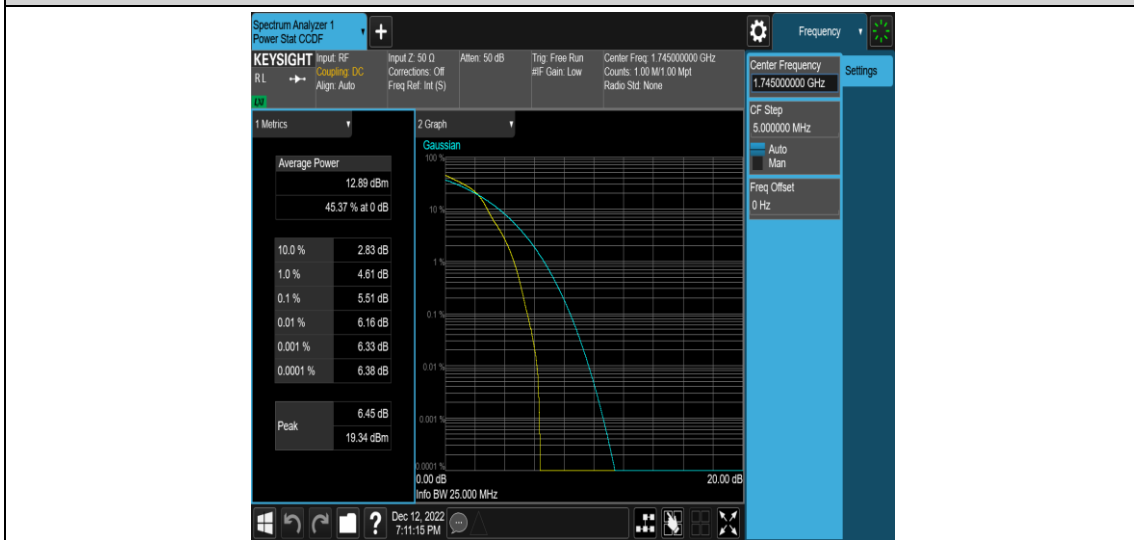 Spectrum Analyzer 1
Power Stat CCDF
+
Frequency
KEYSIGHT
RL
LXI
Input: RF
Coupling: DC
Align: Auto
Input Z: 50 Ω
Corrections: Off
Freq Ref: Int (S)
Atten: 50 dB
Trig: Free Run
#IF Gain: Low
Center Freq: 1.745000000 GHz
Counts: 1.00 M/1.00 Mpt
Radio Std: None
Center Frequency
1.745000000 GHz
Settings
CF Step
5.000000 MHz
Auto
Man
Freq Offset
0 Hz
1 Metrics
Average Power
12.89 dBm
45.37 % at 0 dB
10.0 % 2.83 dB
1.0 % 4.61 dB
0.1 % 5.51 dB
0.01 % 6.16 dB
0.001 % 6.33 dB
0.0001 % 6.38 dB
Peak
6.45 dB
19.34 dBm
2 Graph
Gaussian
100 %
10 %
1 %
0.1 %
0.01 %
0.001 %
0.0001 %
0.00 dB 20.00 dB
Info BW 25.000 MHz
?
Dec 12, 2022
7:11:15 PM